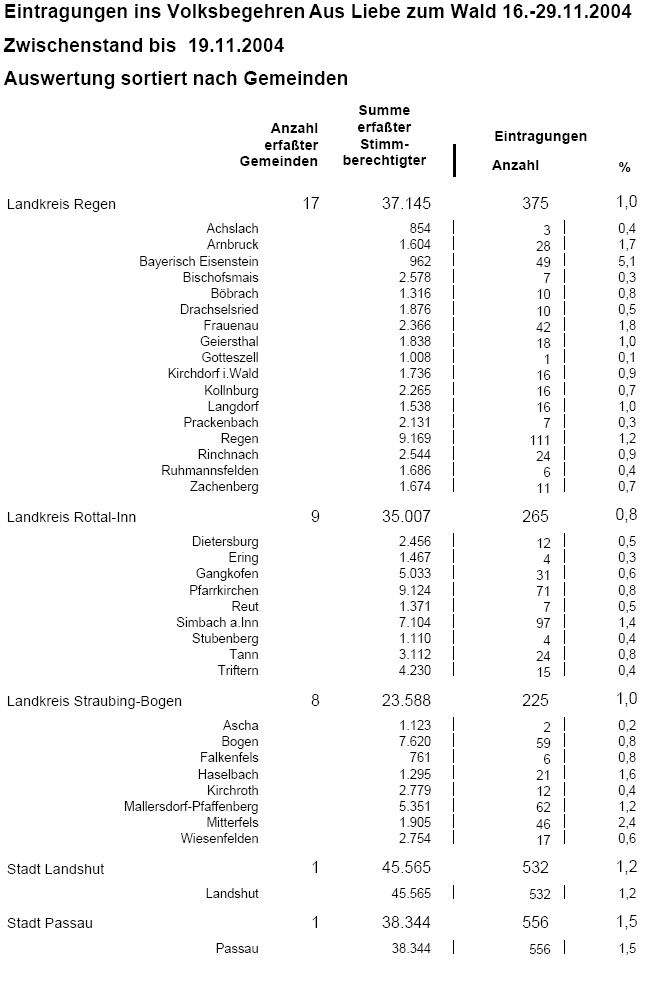 Eintragungen ins Volksbegehren Aus Liebe zum Wald 16.-29.11.2004
Zwischenstand bis 19.11.2004
Auswertung sortiert nach Gemeinden
Anzahl erfaßter Gemeinden
Summe erfaßter Stimm-berechtigter
Eintragungen
Anzahl %
Landkreis Regen 17 37.145 375 1,0
Achslach 854 3 0,4
Arnbruck 1.604 28 1,7
Bayerisch Eisenstein 962 49 5,1
Bischofsmais 2.578 7 0,3
Böbrach 1.316 10 0,8
Drachselsried 1.876 10 0,5
Frauenau 2.366 42 1,8
Geiersthal 1.838 18 1,0
Gotteszell 1.008 1 0,1
Kirchdorf i.Wald 1.736 16 0,9
Kollnburg 2.265 16 0,7
Langdorf 1.538 16 1,0
Prackenbach 2.131 7 0,3
Regen 9.169 111 1,2
Rinchnach 2.544 24 0,9
Ruhmannsfelden 1.686 6 0,4
Zachenberg 1.674 11 0,7
Landkreis Rottal-Inn 9 35.007 265 0,8
Dietersburg 2.456 12 0,5
Ering 1.467 4 0,3
Gangkofen 5.033 31 0,6
Pfarrkirchen 9.124 71 0,8
Reut 1.371 7 0,5
Simbach a.Inn 7.104 97 1,4
Stubenberg 1.110 4 0,4
Tann 3.112 24 0,8
Triftern 4.230 15 0,4
Landkreis Straubing-Bogen 8 23.588 225 1,0
Ascha 1.123 2 0,2
Bogen 7.620 59 0,8
Falkenfels 761 6 0,8
Haselbach 1.295 21 1,6
Kirchroth 2.779 12 0,4
Mallersdorf-Pfaffenberg 5.351 62 1,2
Mitterfels 1.905 46 2,4
Wiesenfelden 2.754 17 0,6
Stadt Landshut 1 45.565 532 1,2
Landshut 45.565 532 1,2
Stadt Passau 1 38.344 556 1,5
Passau 38.344 556 1,5